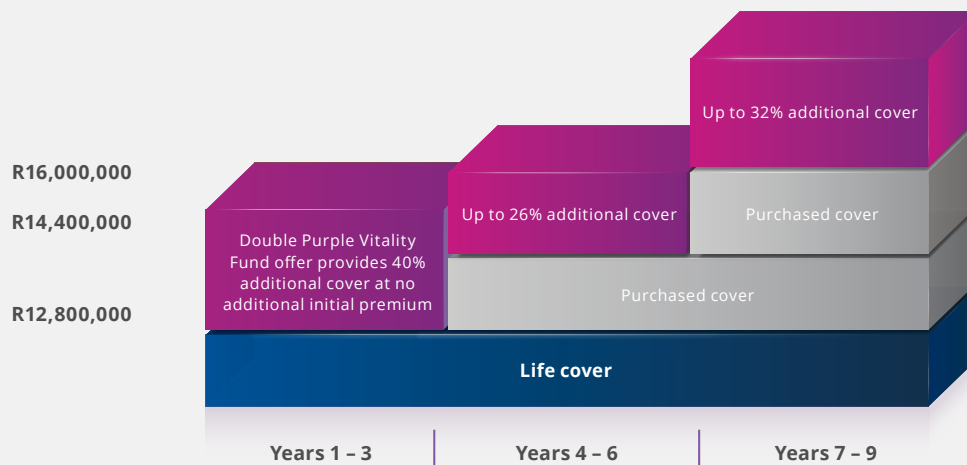 Up to 32% additional cover
R16,000,000
R14,400,000
Up to 26% additional cover
Purchased cover
Double Purple Vitality
Fund offer provides 40%
additional cover at no
additional initial premium
Purchased cover
R12,800,000
Life cover
Years 1 – 3
Years 4 – 6
Years 7 – 9